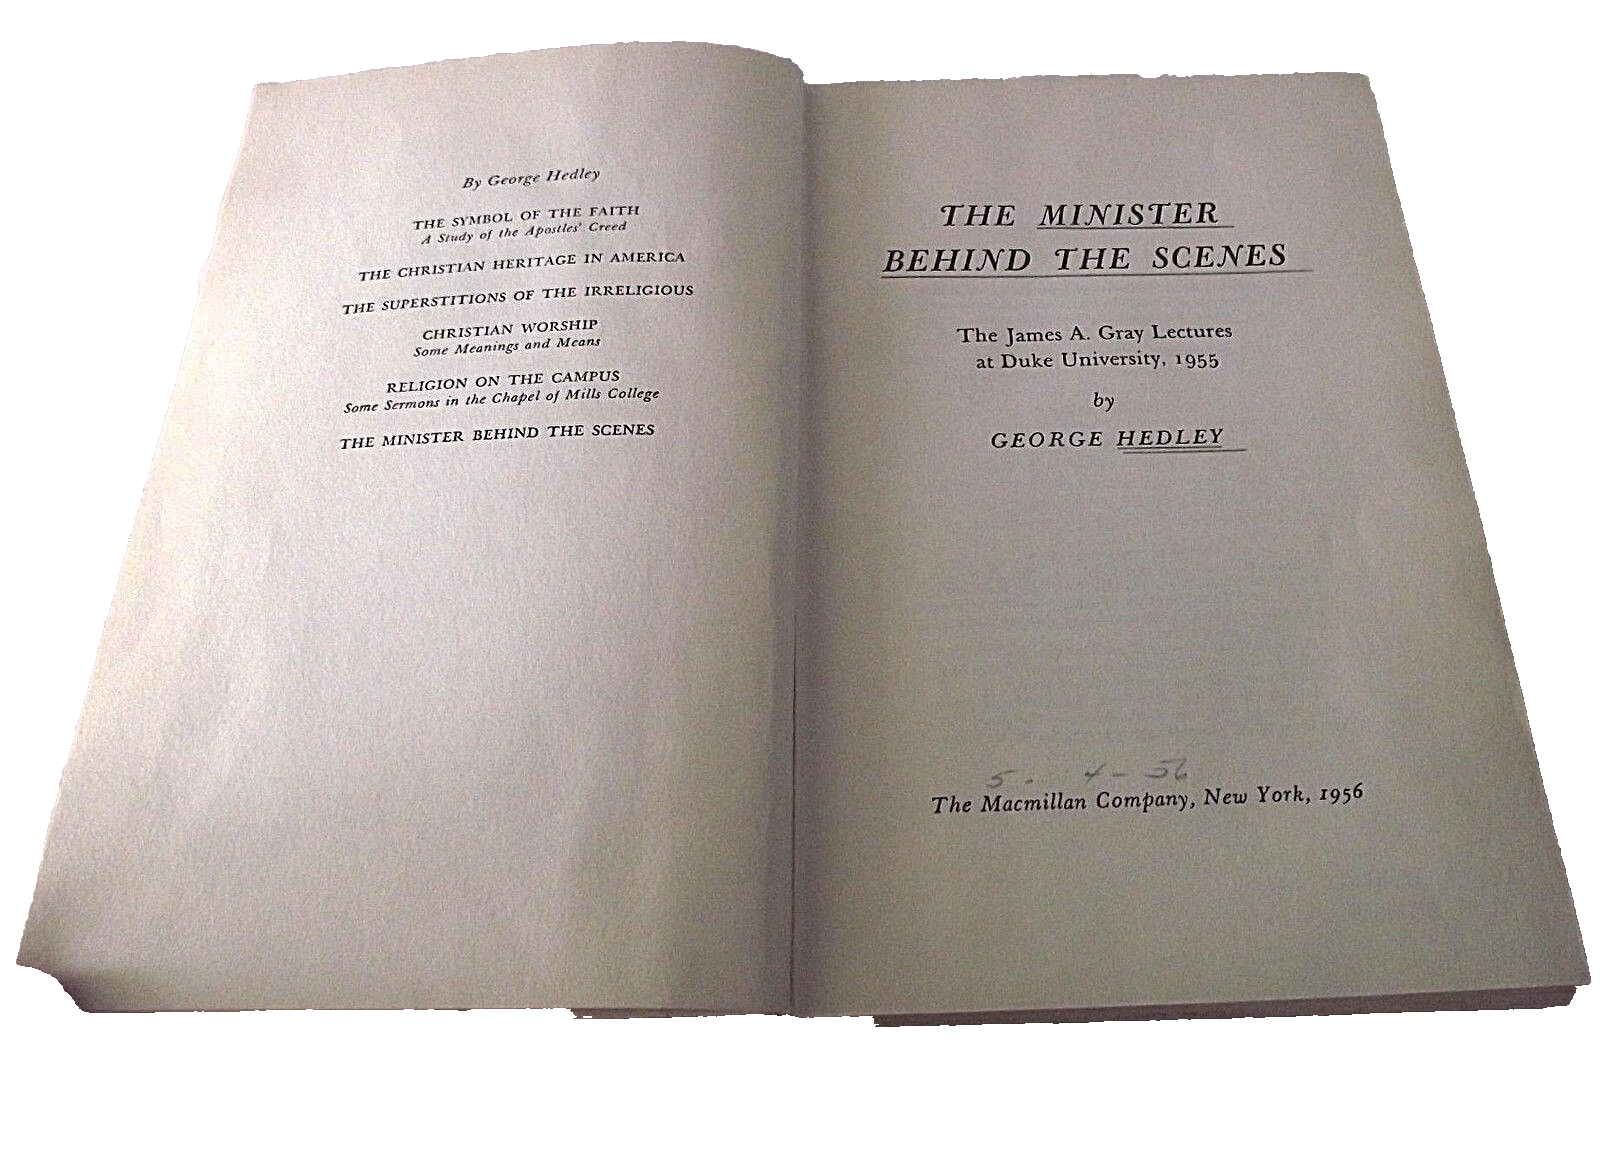 By George Hedley
THE SYMBOL OF THE FAITH
A Study of the Apostles' Creed
THE CHRISTIAN HERITAGE IN AMERICA
THE SUPERSTITIONS OF THE IRRELIGIOUS
CHRISTIAN WORSHIP
Some Meanings and Means
RELIGION ON THE CAMPUS
Some Sermons in the Chapel of Mills College
THE MINISTER BEHIND THE SCENES
THE MINISTER
BEHIND THE SCENES
The James A. Gray Lectures
at Duke University, 1955
by
GEORGE HEDLEY
5- 4-56
The Macmillan Company, New York, 1956